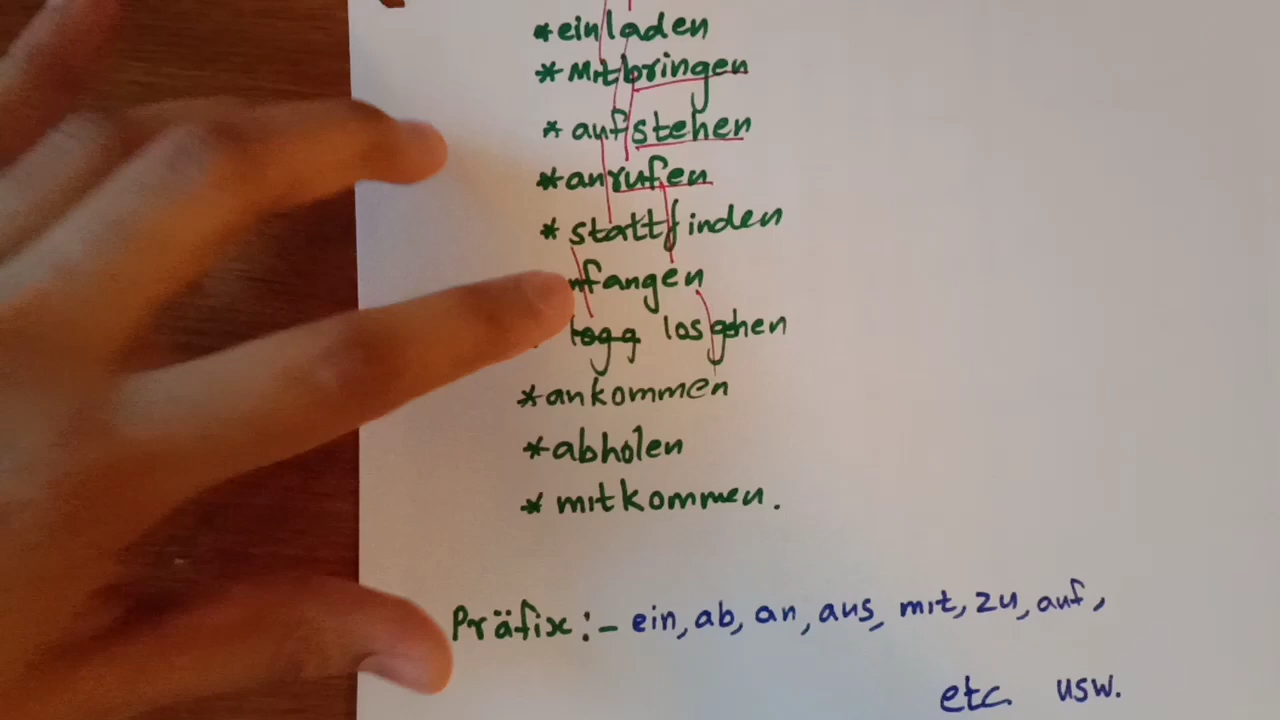 *einladen
* Mitbringen
* aufstehen
*anrufen
* stattfinden
nfangen
losgehen
*ankommen
*abholen
* mitkommen.
Präfix:- ein, ab, an, aus, mit, zu, auf,
etc. usw.